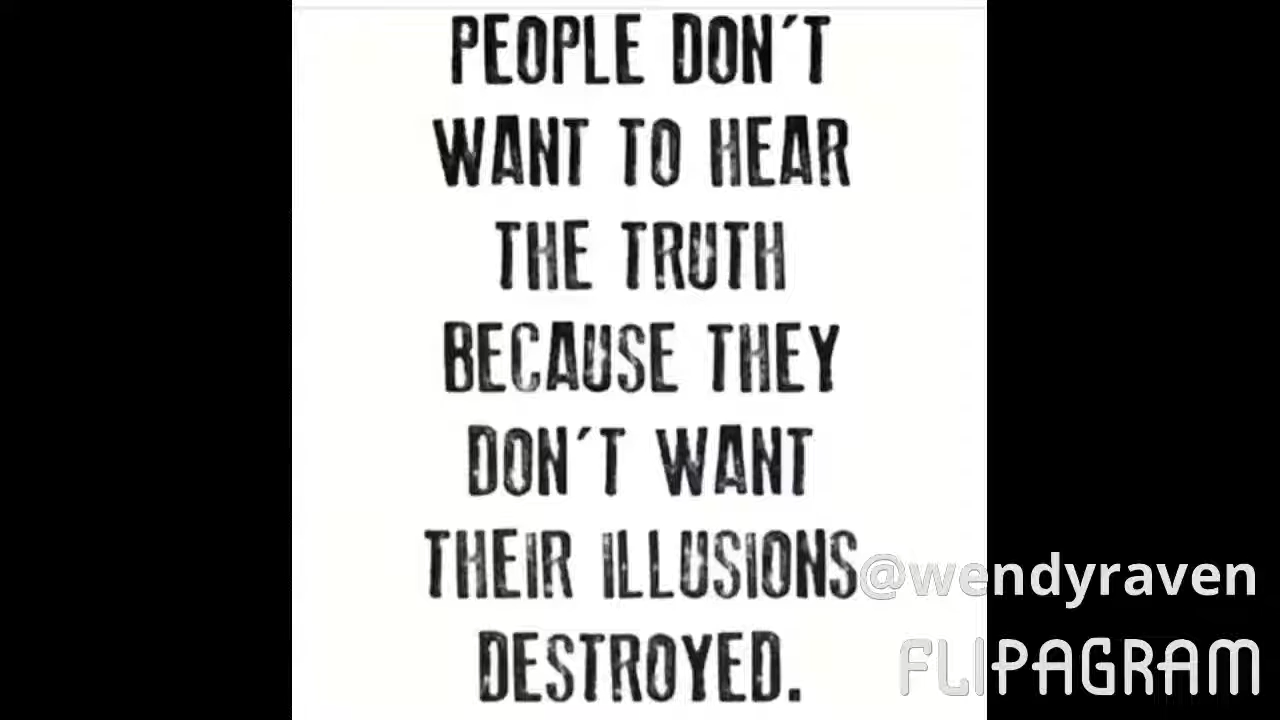 PEOPLE DON´T
WANT TO HEAR
THE TRUTH
BECAUSE THEY
DON´T WANT
THEIR ILLUSIONS
DESTROYED.
@wendyraven
FLIPAGRAM